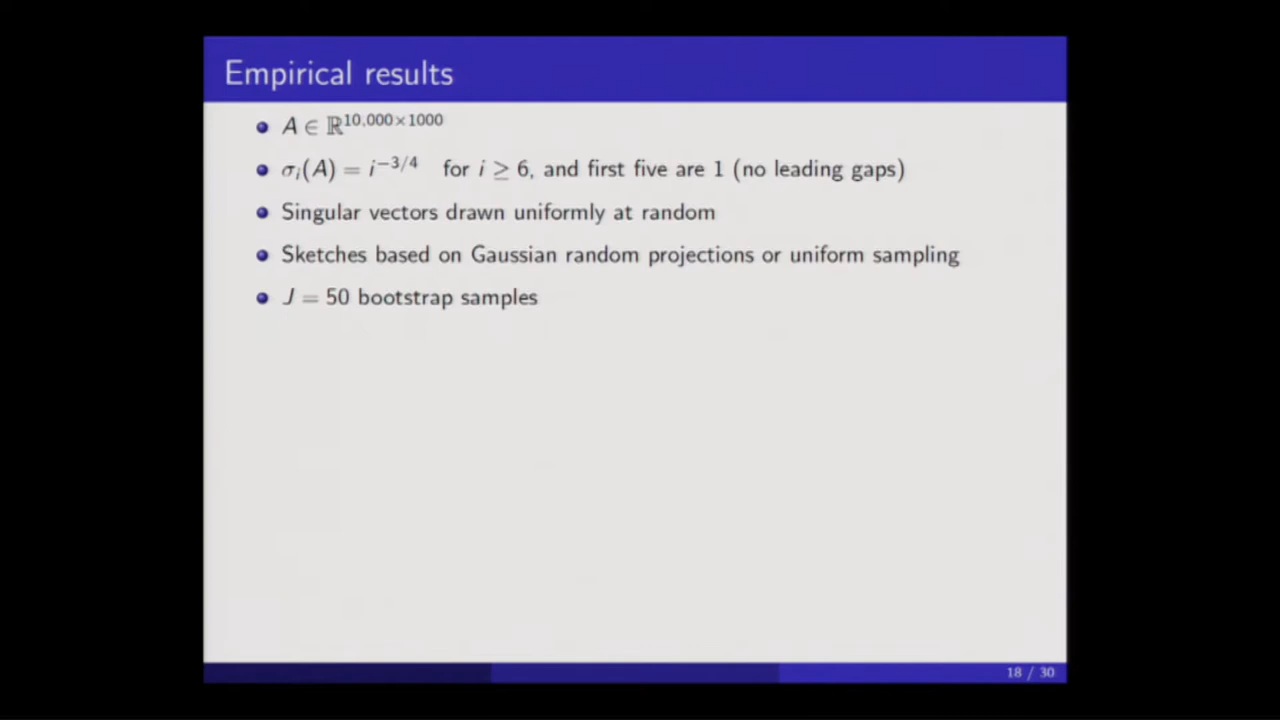 Empirical results
A ∈ ℝ^{10,000×1000}
σ_i(A) = i^{−3/4} for i ≥ 6, and first five are 1 (no leading gaps)
Singular vectors drawn uniformly at random
Sketches based on Gaussian random projections or uniform sampling
J = 50 bootstrap samples
18 / 30